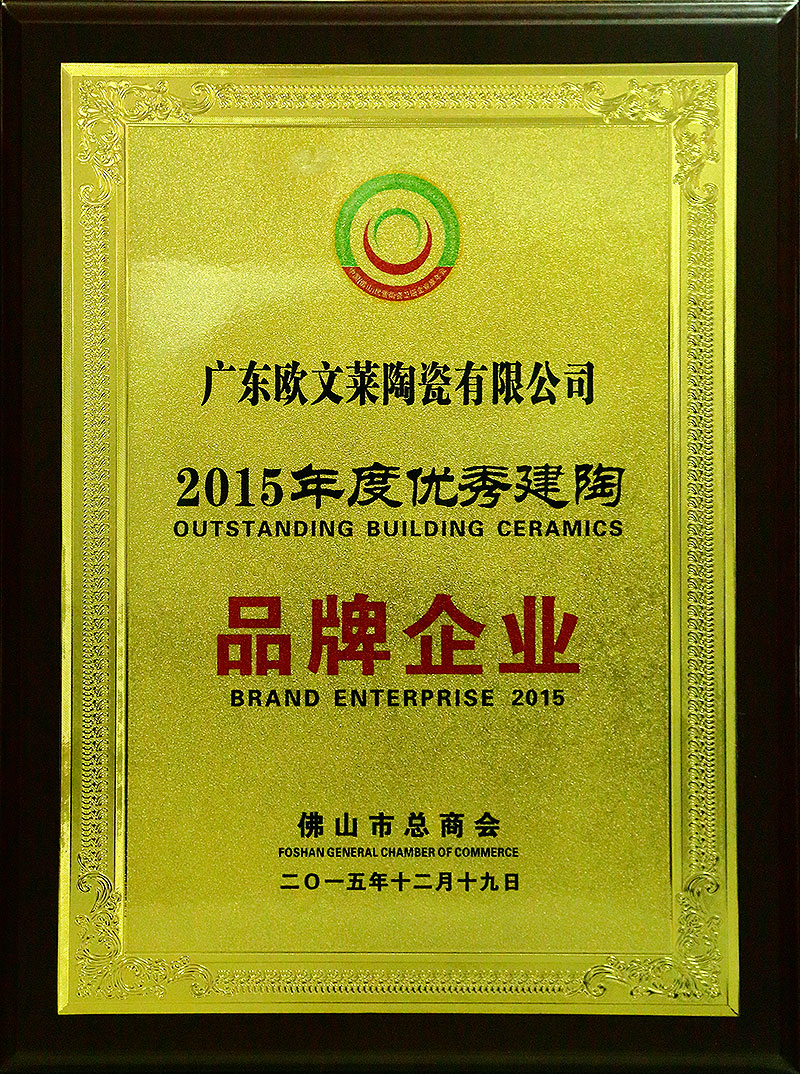 广东欧文莱陶瓷有限公司
2015年度优秀建陶
OUTSTANDING BUILDING CERAMICS
品牌企业
BRAND ENTERPRISE 2015
佛山市总商会
FOSHAN GENERAL CHAMBER OF COMMERCE
二〇一五年十二月十九日